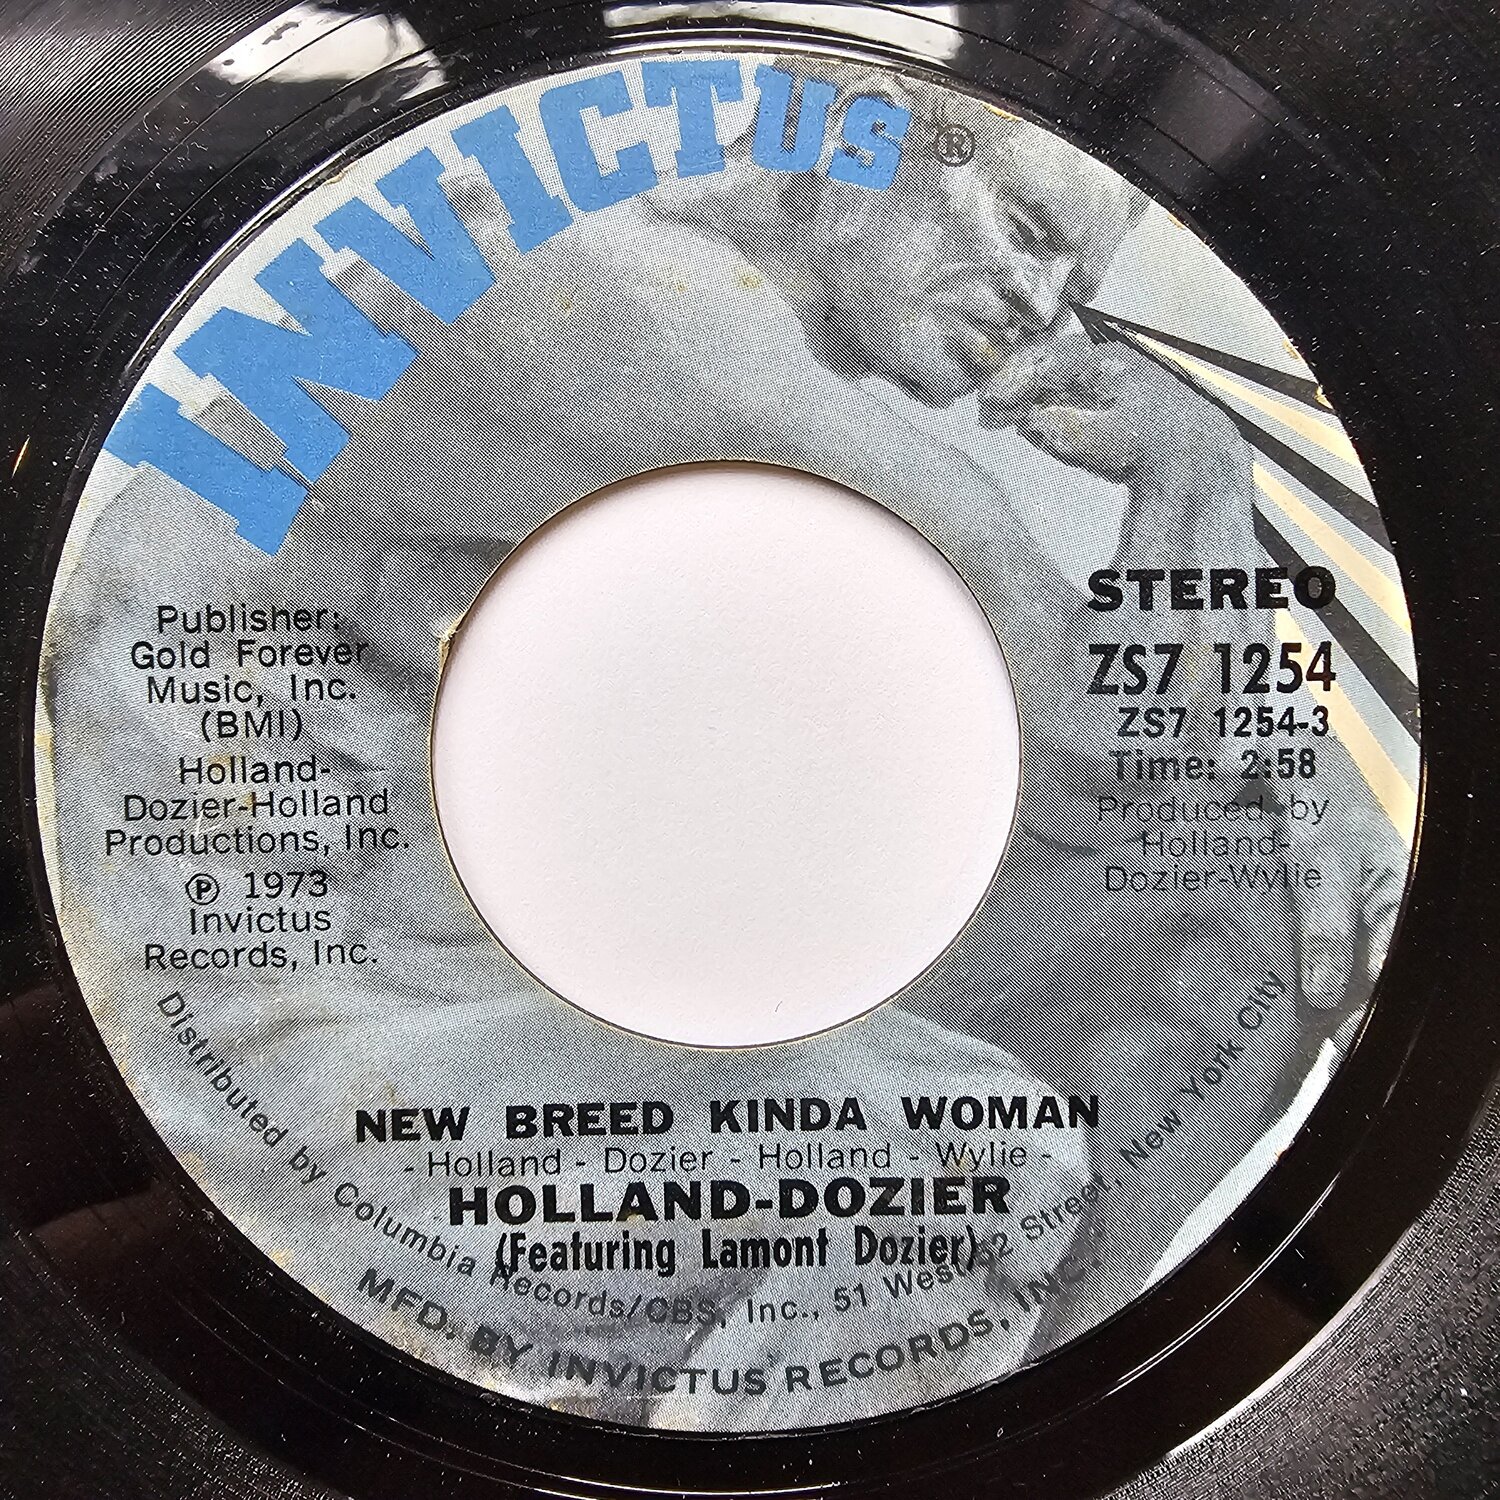 INVICTUS ®
Publisher:
Gold Forever
Music, Inc.
(BMI)
Holland-
Dozier-Holland
Productions, Inc.
Ⓟ 1973
Invictus
Records, Inc.
STEREO
ZS7 1254
ZS7 1254-3
Time: 2:58
Produced by
Holland-
Dozier-Wylie
NEW BREED KINDA WOMAN
- Holland - Dozier - Holland - Wylie -
HOLLAND-DOZIER
(Featuring Lamont Dozier)
Distributed by Columbia Records/CBS, Inc., 51 West 52 Street, New York City
MFD. BY INVICTUS RECORDS, INC.